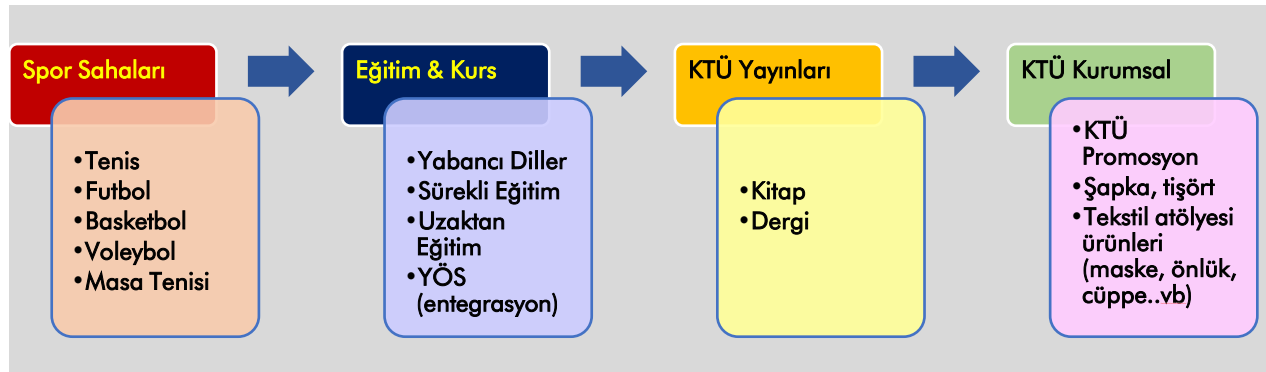 Spor Sahaları
•Tenis
•Futbol
•Basketbol
•Voleybol
•Masa Tenisi
Eğitim & Kurs
•Yabancı Diller
•Sürekli Eğitim
•Uzaktan
Eğitim
•YÖS
(entegrasyon)
KTÜ Yayınları
•Kitap
•Dergi
KTÜ Kurumsal
•KTÜ
Promosyon
•Şapka, tişört
•Tekstil atölyesi
ürünleri
(maske, önlük,
cüppe..vb)